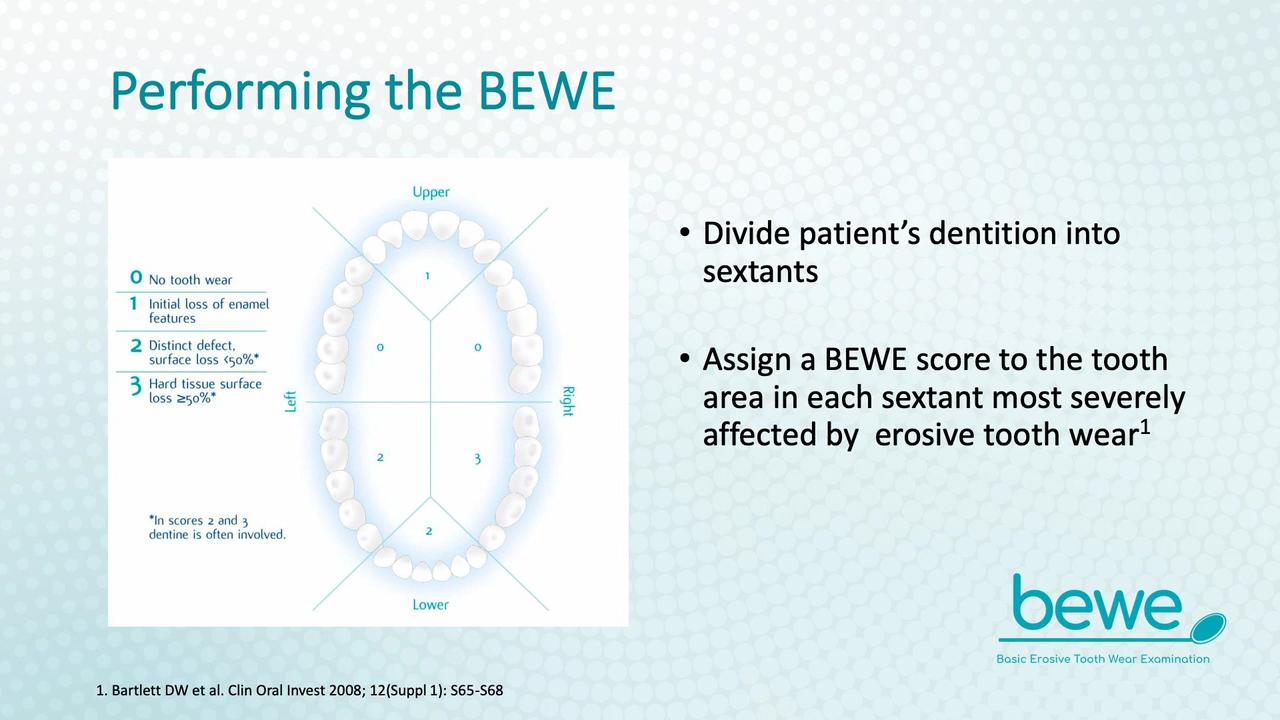 Performing the BEWE
Upper
0 No tooth wear
1 Initial loss of enamel
features
2 Distinct defect,
surface loss <50%*
3 Hard tissue surface
loss ≥50%*
*In scores 2 and 3
dentine is often involved.
1
0
0
Left
Right
2
3
2
Lower
• Divide patient’s dentition into
sextants
• Assign a BEWE score to the tooth
area in each sextant most severely
affected by  erosive tooth wear¹
bewe
Basic Erosive Tooth Wear Examination
1. Bartlett DW et al. Clin Oral Invest 2008; 12(Suppl 1): S65-S68